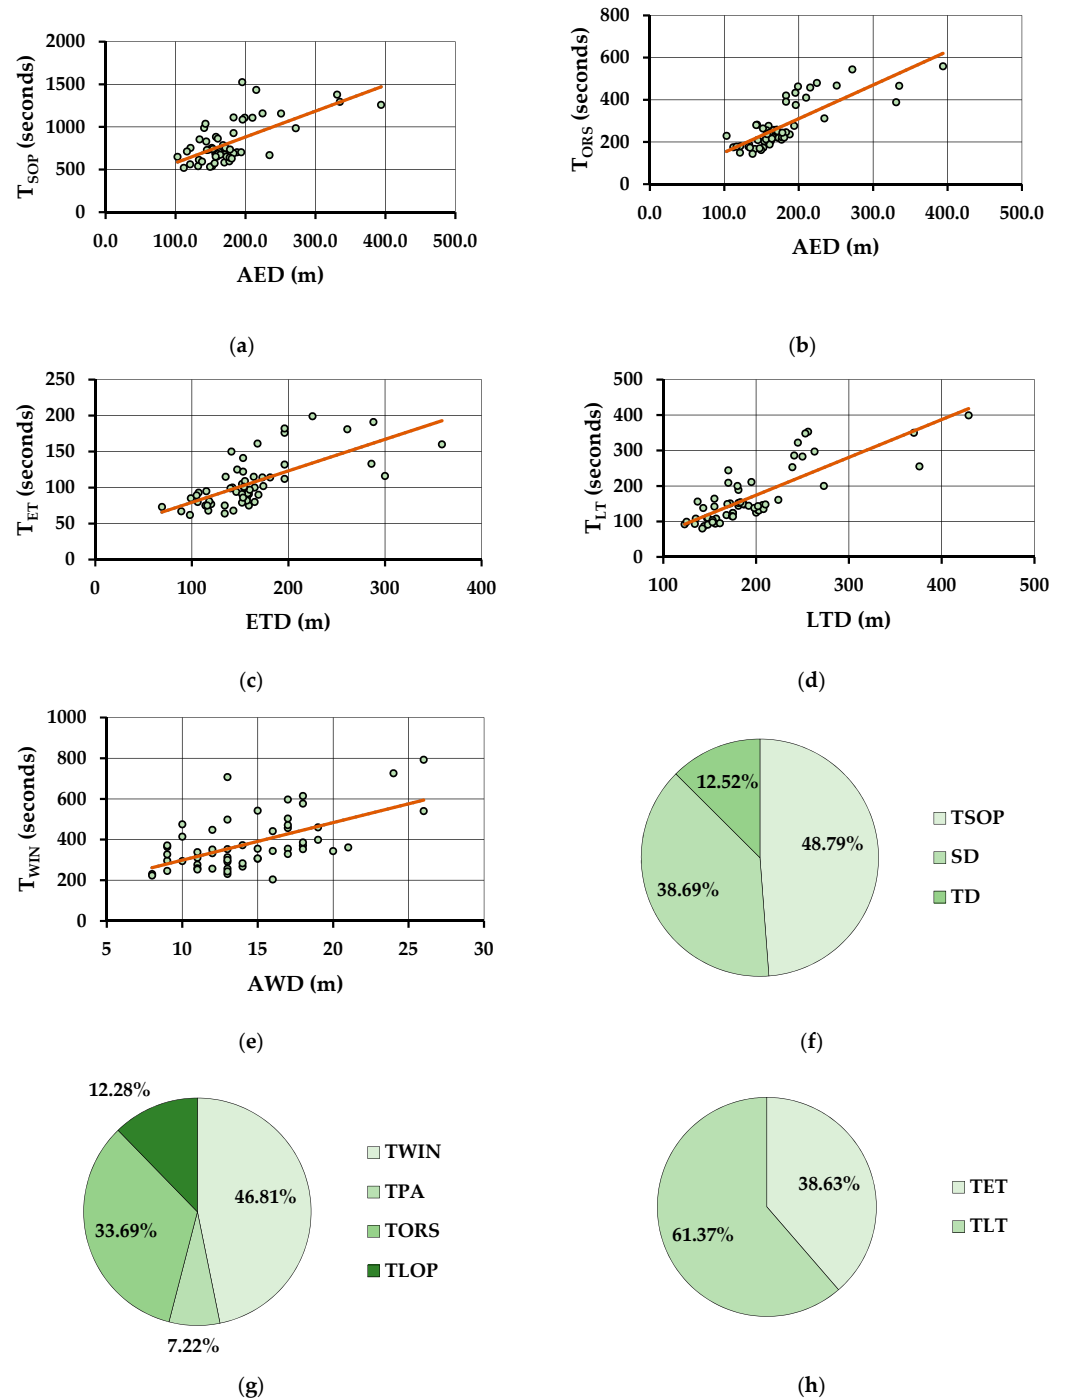 2000
1500
1000
500
0
T_SOP (seconds)
0.0 100.0 200.0 300.0 400.0 500.0
AED (m)
(a)
800
600
400
200
0
T_ORS (seconds)
0.0 100.0 200.0 300.0 400.0 500.0
AED (m)
(b)
250
200
150
100
50
0
T_ET (seconds)
0 100 200 300 400
ETD (m)
(c)
500
400
300
200
100
0
T_LT (seconds)
100 200 300 400 500
LTD (m)
(d)
1000
800
600
400
200
0
T_WIN (seconds)
5 10 15 20 25 30
AWD (m)
(e)
12.52%
48.79%
38.69%
TSOP
SD
TD
(f)
12.28%
46.81%
33.69%
7.22%
TWIN
TPA
TORS
TLOP
(g)
38.63%
61.37%
TET
TLT
(h)